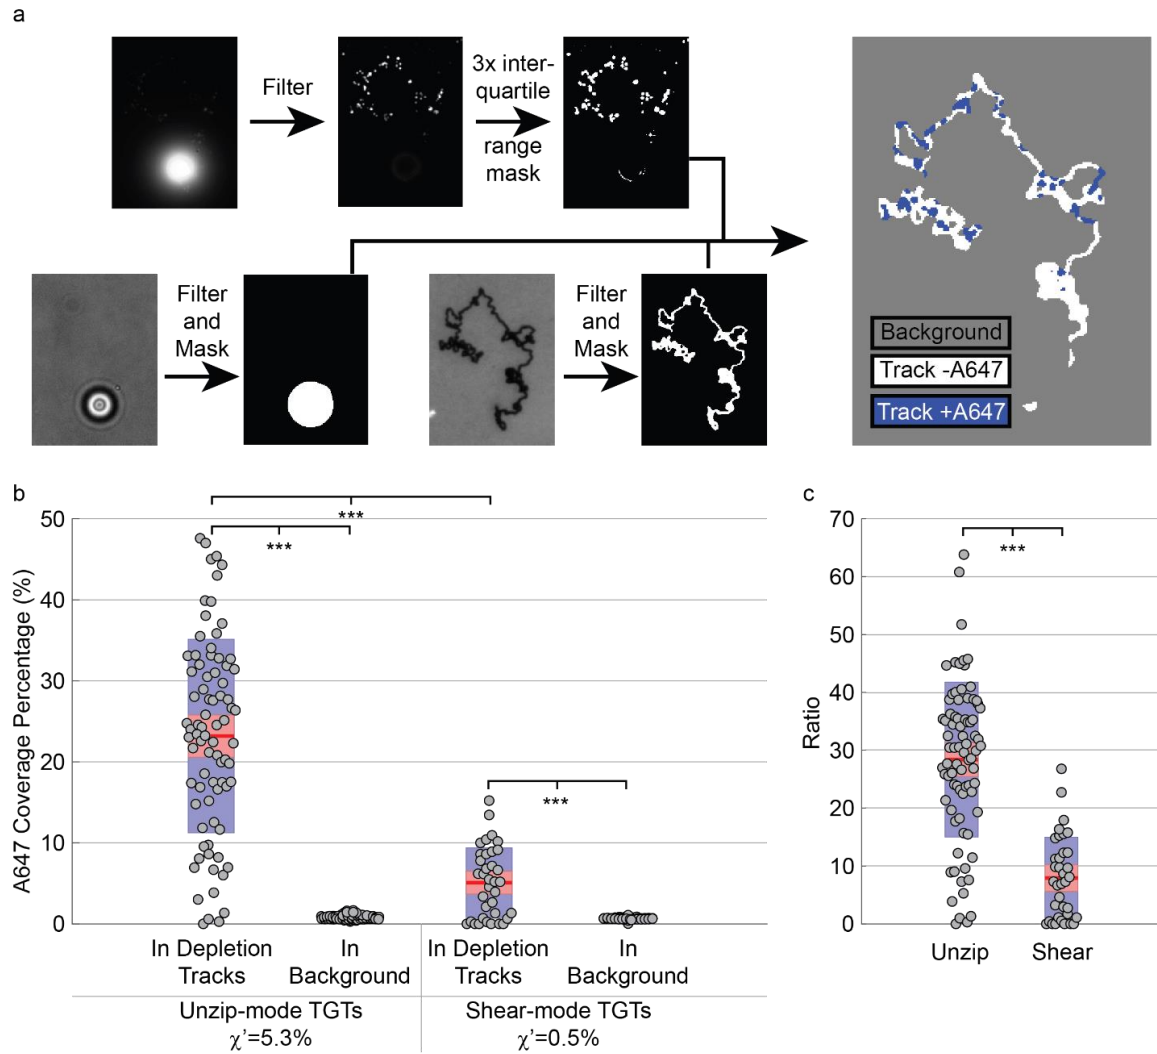 a
Filter
3x inter-
quartile
range
mask
Filter
and
Mask
Filter
and
Mask
Background
Track -A647
Track +A647
b
A647 Coverage Percentage (%)
50
40
30
20
10
0
***
***
***
In Depletion
Tracks
In
Background
In Depletion
Tracks
In
Background
Unzip-mode TGTs
χ'=5.3%
Shear-mode TGTs
χ'=0.5%
c
Ratio
70
60
50
40
30
20
10
0
***
Unzip
Shear